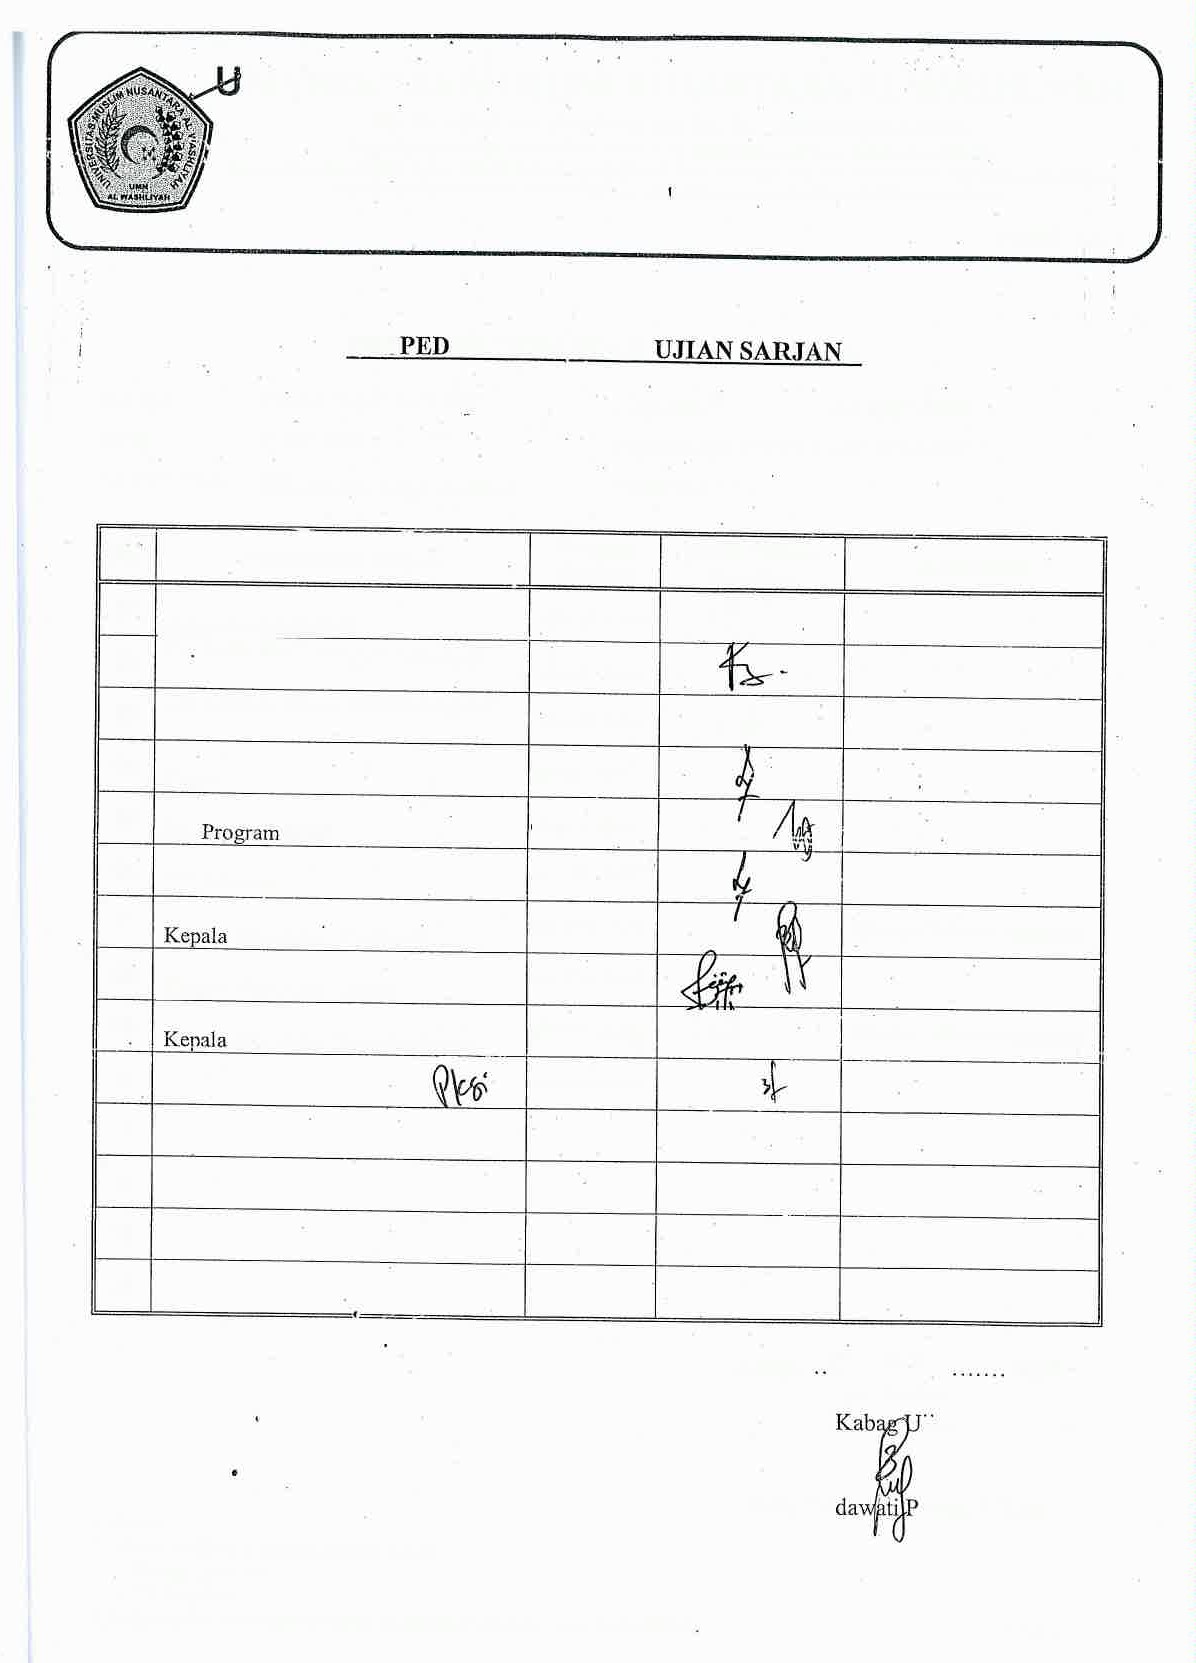 U
UNIVERSITAS MUSLIM NUSANTARA AL WASHLIYAH
UMN
AL WASHLIYAH
PED UJIAN SARJAN
Program
Kepala
Kepala
Kabag U
dawati P